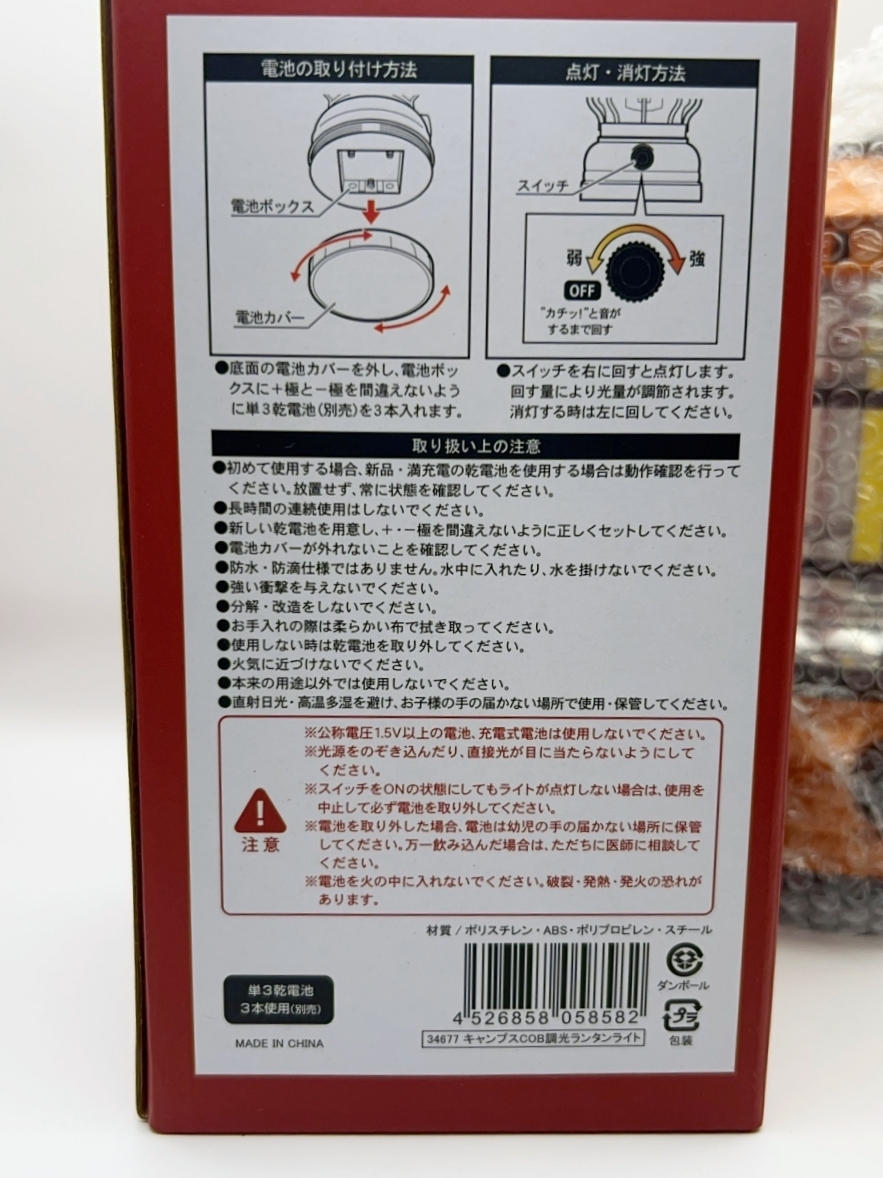 電池の取り付け方法
電池ボックス
電池カバー
●底面の電池カバーを外し、電池ボッ
クスに＋極と－極を間違えないよう
に単3乾電池(別売)を3本入れます。
点灯・消灯方法
スイッチ
弱
強
OFF
"カチッ!"と音が
するまで回す
●スイッチを右に回すと点灯します。
回す量により光量が調節されます。
消灯する時は左に回してください。
取り扱い上の注意
●初めて使用する場合、新品・満充電の乾電池を使用する場合は動作確認を行って
ください。放置せず、常に状態を確認してください。
●長時間の連続使用はしないでください。
●新しい乾電池を用意し、＋・－極を間違えないように正しくセットしてください。
●電池カバーが外れないことを確認してください。
●防水・防滴仕様ではありません。水中に入れたり、水を掛けないでください。
●強い衝撃を与えないでください。
●分解・改造をしないでください。
●お手入れの際は柔らかい布で拭き取ってください。
●使用しない時は乾電池を取り外してください。
●火気に近づけないでください。
●本来の用途以外では使用しないでください。
●直射日光・高温多湿を避け、お子様の手の届かない場所で使用・保管してください。
注意
※公称電圧1.5V以上の電池、充電式電池は使用しないでください。
※光源をのぞき込んだり、直接光が目に当たらないようにして
ください。
※スイッチをONの状態にしてもライトが点灯しない場合は、使用を
中止して必ず電池を取り外してください。
※電池を取り外した場合、電池は幼児の手の届かない場所に保管
してください。万一飲み込んだ場合は、ただちに医師に相談して
ください。
※電池を火の中に入れないでください。破裂・発熱・発火の恐れが
あります。
材質/ポリスチレン・ABS・ポリプロピレン・スチール
単3乾電池
3本使用(別売)
MADE IN CHINA
4 526858 058582
34677 キャンプスCOB調光ランタンライト
ダンボール
プラ
包装